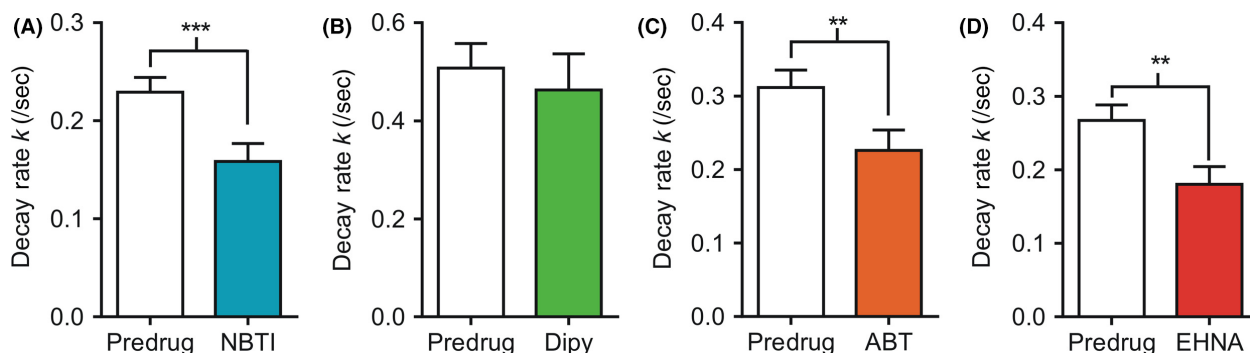 (A)
Decay rate k (/sec)
0.3
0.2
0.1
0.0
***
Predrug NBTI
(B)
Decay rate k (/sec)
0.6
0.4
0.2
0.0
Predrug Dipy
(C)
Decay rate k (/sec)
0.4
0.3
0.2
0.1
0.0
**
Predrug ABT
(D)
Decay rate k (/sec)
0.4
0.3
0.2
0.1
0.0
**
Predrug EHNA